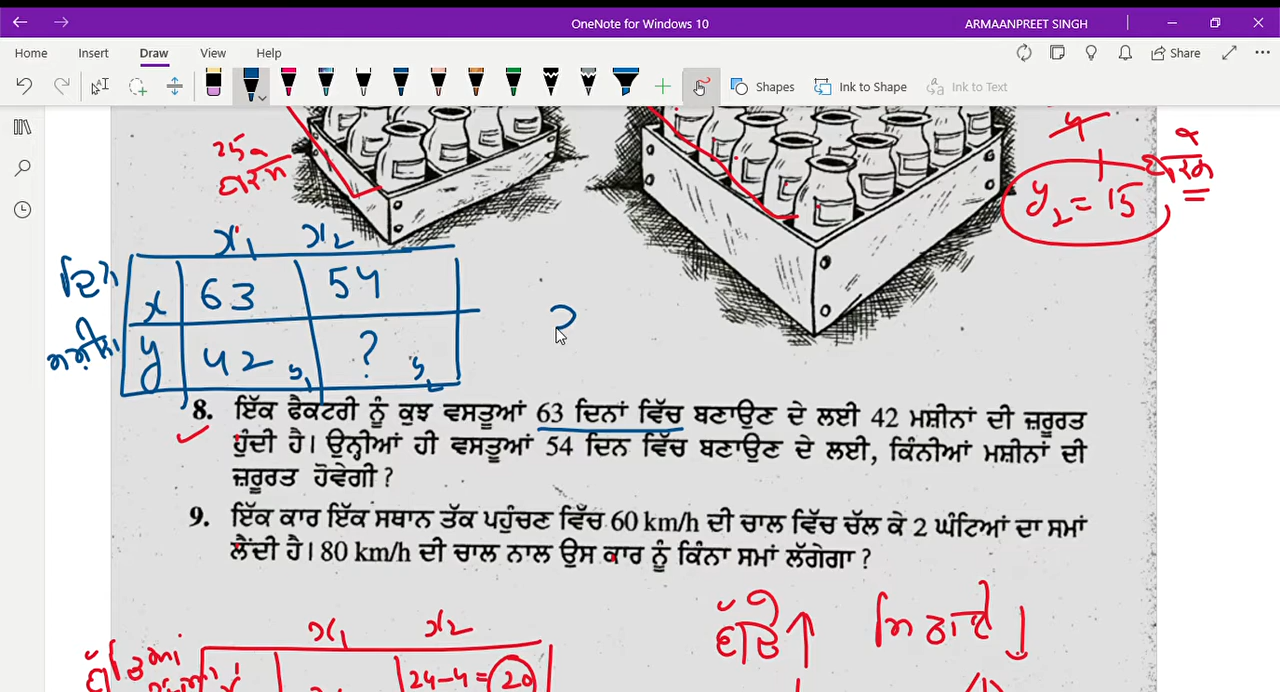 OneNote for Windows 10
ARMAANPREET SINGH
Home Insert Draw View Help
Share
Shapes Ink to Shape Ink to Text
25
y₂ = 15
x₁ x₂
ਦਿਨ
x 63 54
y 42 y₁ ? y₂
8. ਇੱਕ ਫੈਕਟਰੀ ਨੂੰ ਕੁਝ ਵਸਤੂਆਂ 63 ਦਿਨਾਂ ਵਿੱਚ ਬਣਾਉਣ ਦੇ ਲਈ 42 ਮਸ਼ੀਨਾਂ ਦੀ ਜ਼ਰੂਰਤ
ਹੁੰਦੀ ਹੈ। ਉਨ੍ਹੀਆਂ ਹੀ ਵਸਤੂਆਂ 54 ਦਿਨ ਵਿੱਚ ਬਣਾਉਣ ਦੇ ਲਈ, ਕਿੰਨੀਆਂ ਮਸ਼ੀਨਾਂ ਦੀ
ਜ਼ਰੂਰਤ ਹੋਵੇਗੀ ?
9. ਇੱਕ ਕਾਰ ਇੱਕ ਸਥਾਨ ਤੱਕ ਪਹੁੰਚਣ ਵਿੱਚ 60 km/h ਦੀ ਚਾਲ ਵਿੱਚ ਚੱਲ ਕੇ 2 ਘੰਟਿਆਂ ਦਾ ਸਮਾਂ
ਲੈਂਦੀ ਹੈ। 80 km/h ਦੀ ਚਾਲ ਨਾਲ ਉਸ ਕਾਰ ਨੂੰ ਕਿੰਨਾ ਸਮਾਂ ਲੱਗੇਗਾ ?
x₁ x₂
24-4=20